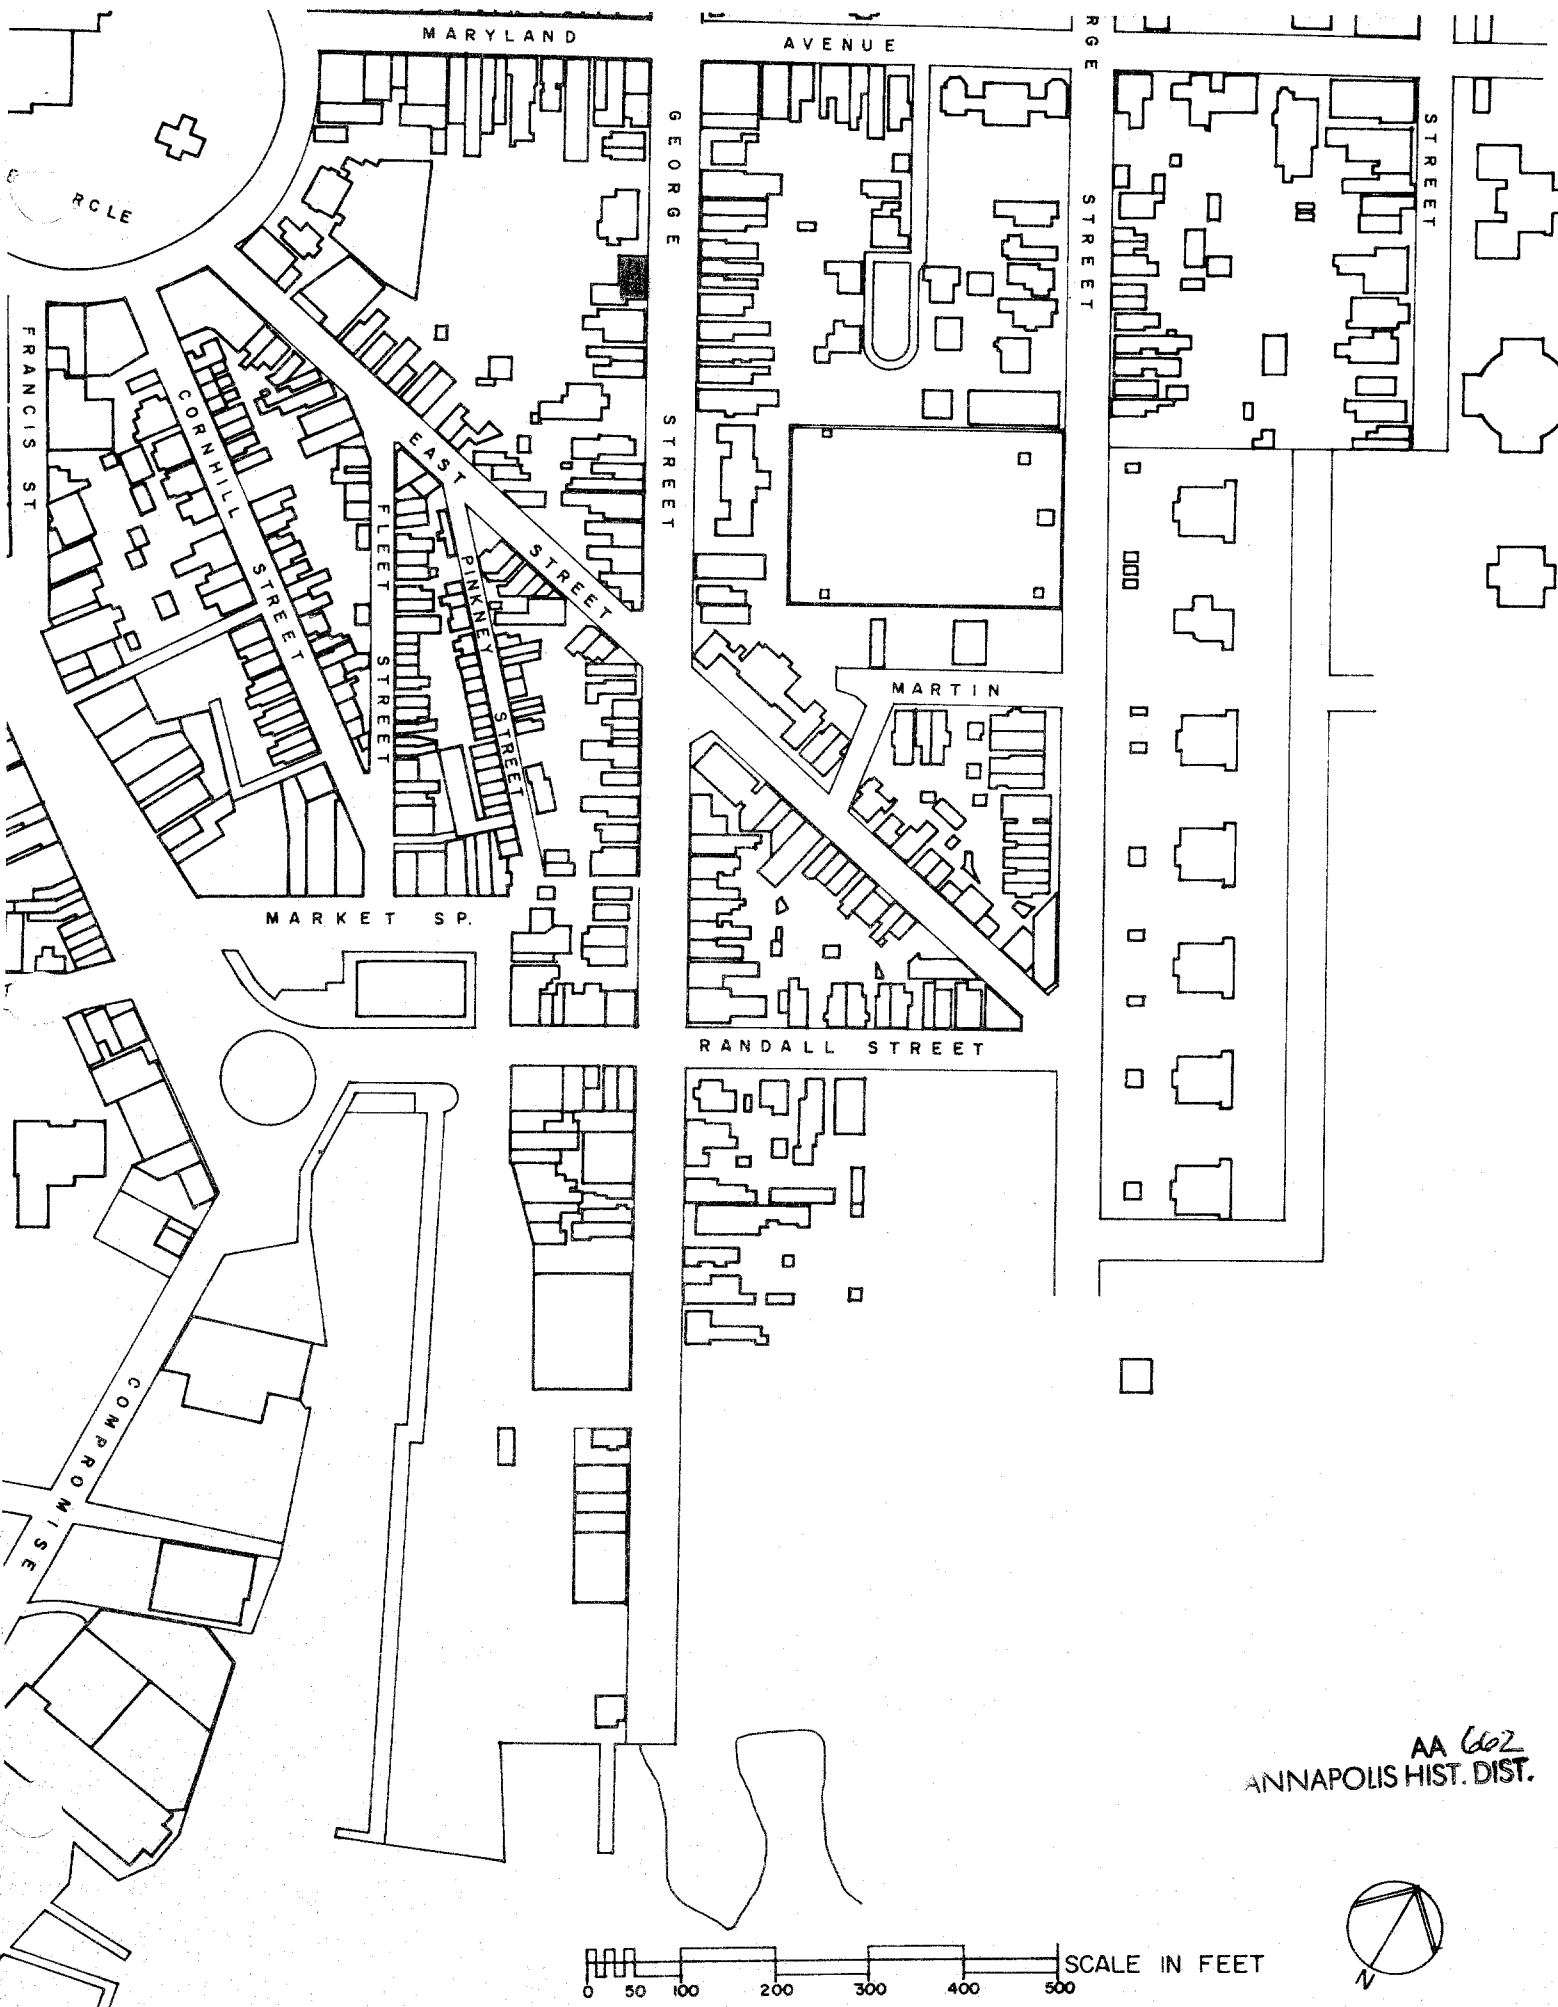 MARYLAND AVENUE
RGE
STREET
GEORGE
STREET
STREET
RCLE
FRANCIS ST.
CORNHILL
STREET
EAST
STREET
FLEET
STREET
PINKNEY
STREET
MARTIN
MARKET SP.
RANDALL STREET
COMPROMISE
AA 662
ANNAPOLIS HIST. DIST.
N
SCALE IN FEET
0 50 100 200 300 400 500